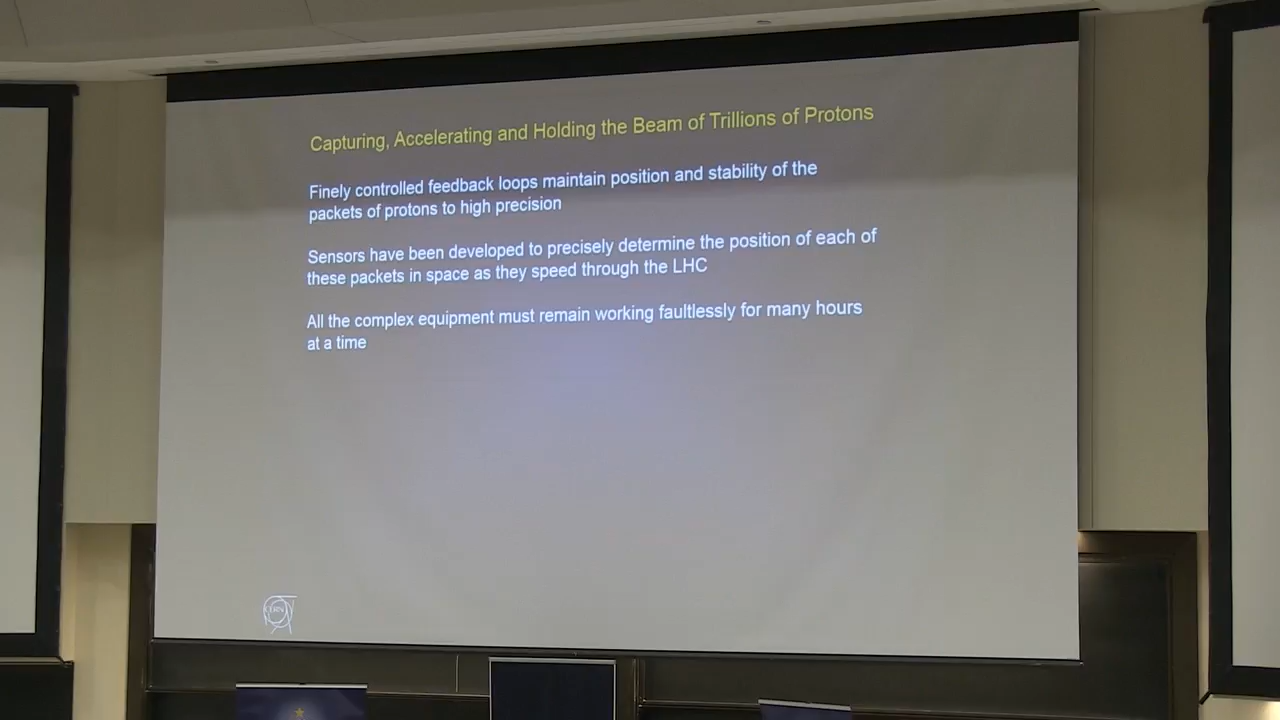 Capturing, Accelerating and Holding the Beam of Trillions of Protons
Finely controlled feedback loops maintain position and stability of the
packets of protons to high precision
Sensors have been developed to precisely determine the position of each of
these packets in space as they speed through the LHC
All the complex equipment must remain working faultlessly for many hours
at a time
CERN